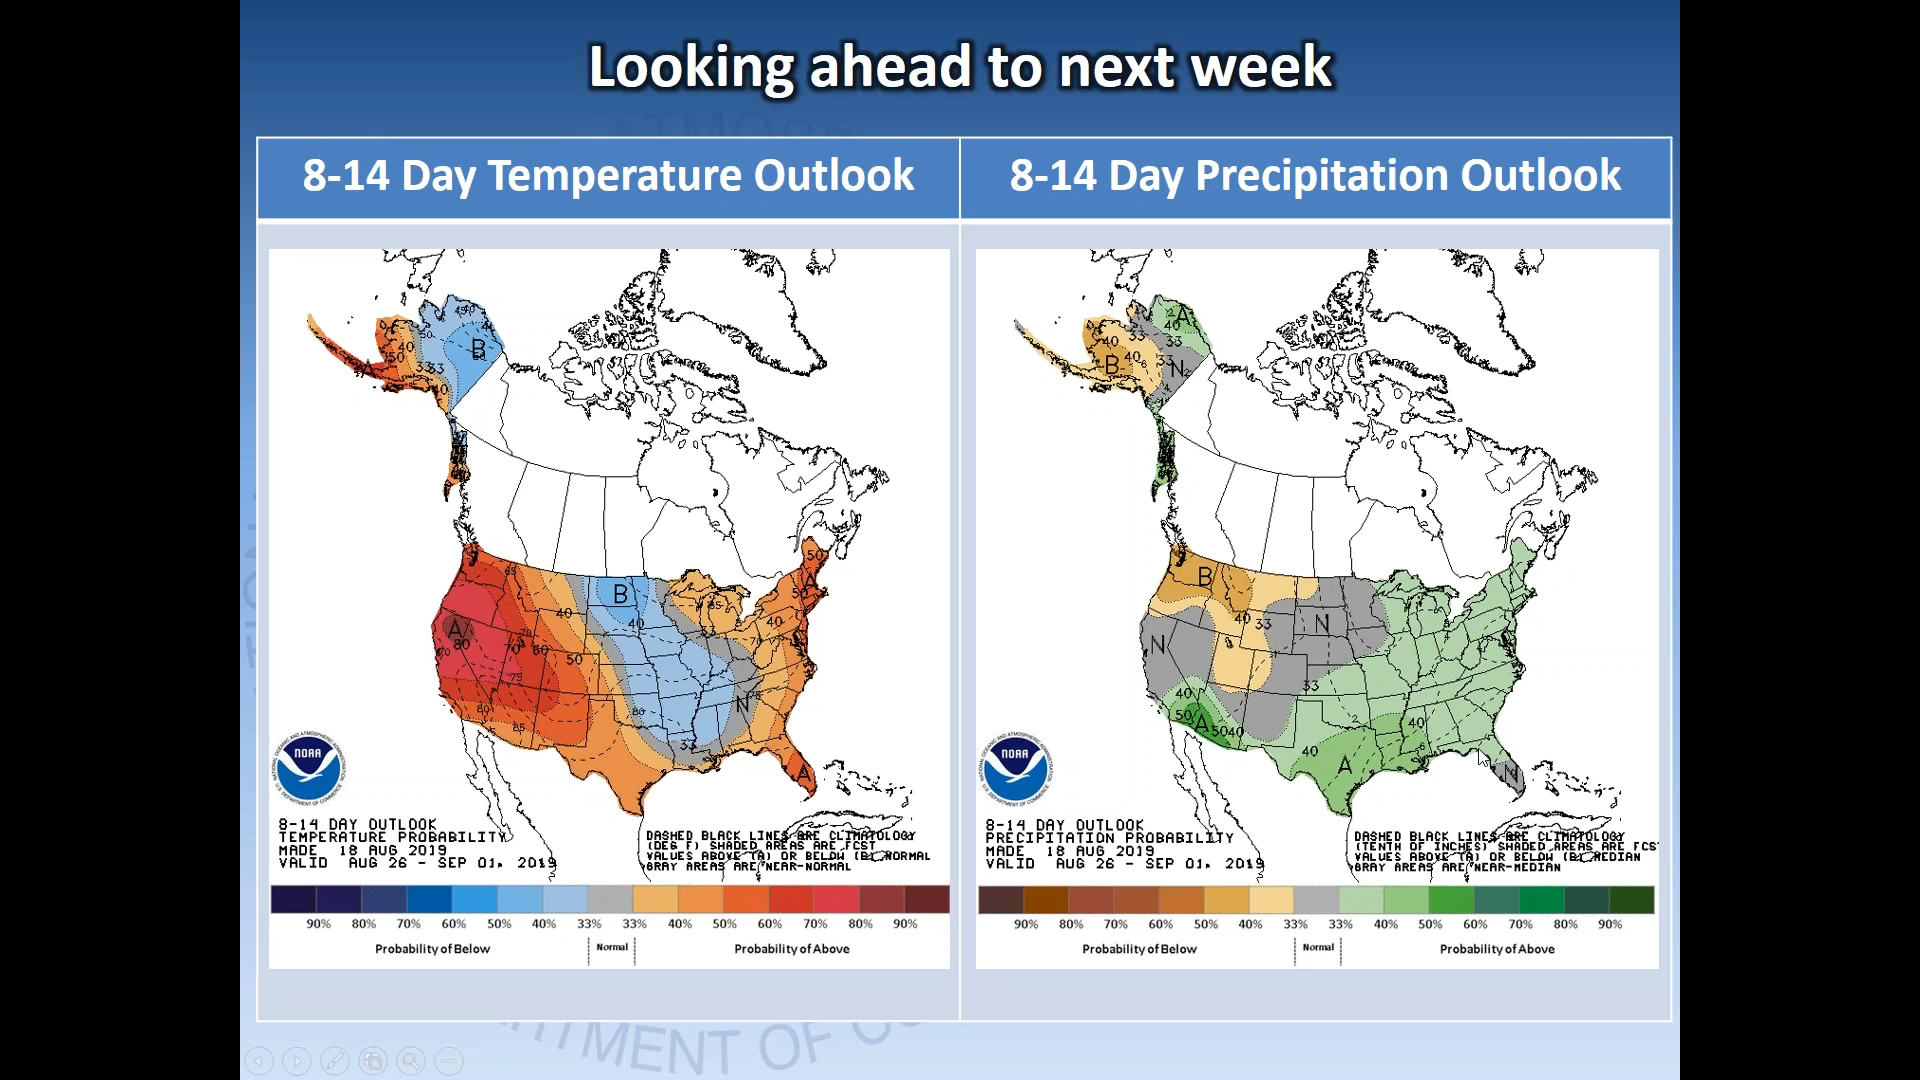 Looking ahead to next week
8-14 Day Temperature Outlook
8-14 Day Precipitation Outlook
NOAA
8-14 DAY OUTLOOK
TEMPERATURE PROBABILITY
MADE 18 AUG 2019
VALID AUG 26 - SEP 01, 2019
DASHED BLACK LINES ARE CLIMATOLOGY
(DEG F) SHADED AREAS ARE FCST
VALUES ABOVE (A) OR BELOW (B) NORMAL
GRAY AREAS ARE NEAR-NORMAL
90% 80% 70% 60% 50% 40% 33% 33% 40% 50% 60% 70% 80% 90%
Probability of Below Normal Probability of Above
NOAA
8-14 DAY OUTLOOK
PRECIPITATION PROBABILITY
MADE 18 AUG 2019
VALID AUG 26 - SEP 01, 2019
DASHED BLACK LINES ARE CLIMATOLOGY
(TENTH OF INCHES) SHADED AREAS ARE FCS
VALUES ABOVE (A) OR BELOW (B) MEDIAN
GRAY AREAS ARE NEAR-MEDIAN
90% 80% 70% 60% 50% 40% 33% 33% 40% 50% 60% 70% 80% 90%
Probability of Below Normal Probability of Above